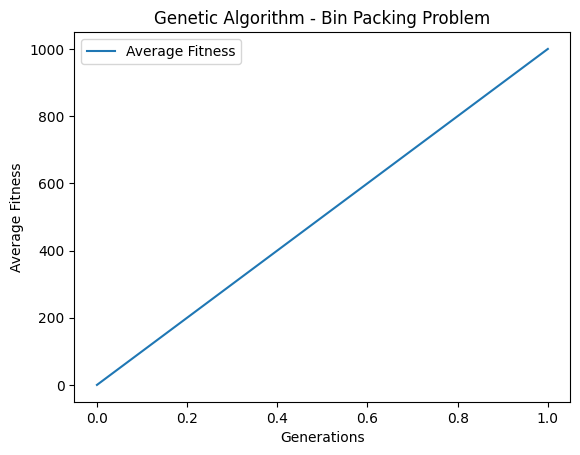 Genetic Algorithm - Bin Packing Problem
Average Fitness
1000
800
600
400
200
0
Average Fitness
0.0 0.2 0.4 0.6 0.8 1.0
Generations